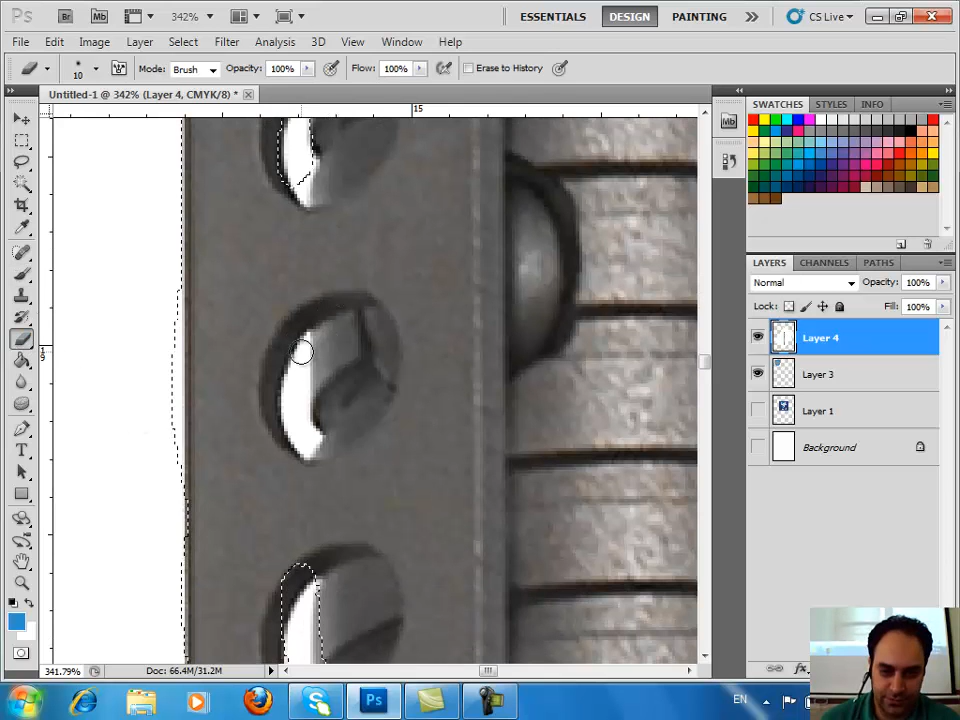 Ps
Br
Mb
342%
ESSENTIALS
DESIGN
PAINTING
CS Live
File Edit Image Layer Select Filter Analysis 3D View Window Help
10
Mode: Brush
Opacity: 100%
Flow: 100%
Erase to History
Untitled-1 @ 342% (Layer 4, CMYK/8) *
15
SWATCHES STYLES INFO
Mb
LAYERS CHANNELS PATHS
Normal
Opacity: 100%
Lock:
Fill: 100%
Layer 4
Layer 3
Layer 1
Background
T
341.79%
Doc: 66.4M/31.2M
fx
Ps
EN